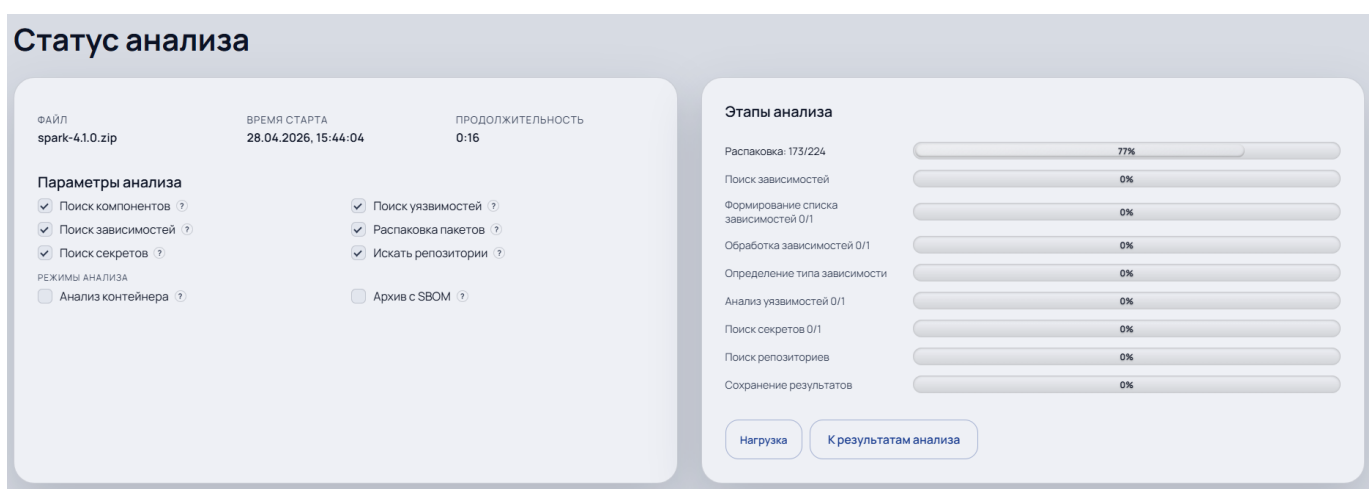 Статус анализа
ФАЙЛ
spark-4.1.0.zip
ВРЕМЯ СТАРТА
28.04.2026, 15:44:04
ПРОДОЛЖИТЕЛЬНОСТЬ
0:16
Параметры анализа
Поиск компонентов ?
Поиск уязвимостей ?
Поиск зависимостей ?
Распаковка пакетов ?
Поиск секретов ?
Искать репозитории ?
РЕЖИМЫ АНАЛИЗА
Анализ контейнера ?
Архив с SBOM ?
Этапы анализа
Распаковка: 173/224 77%
Поиск зависимостей 0%
Формирование списка
зависимостей 0/1 0%
Обработка зависимостей 0/1 0%
Определение типа зависимости 0%
Анализ уязвимостей 0/1 0%
Поиск секретов 0/1 0%
Поиск репозиториев 0%
Сохранение результатов 0%
Нагрузка
К результатам анализа